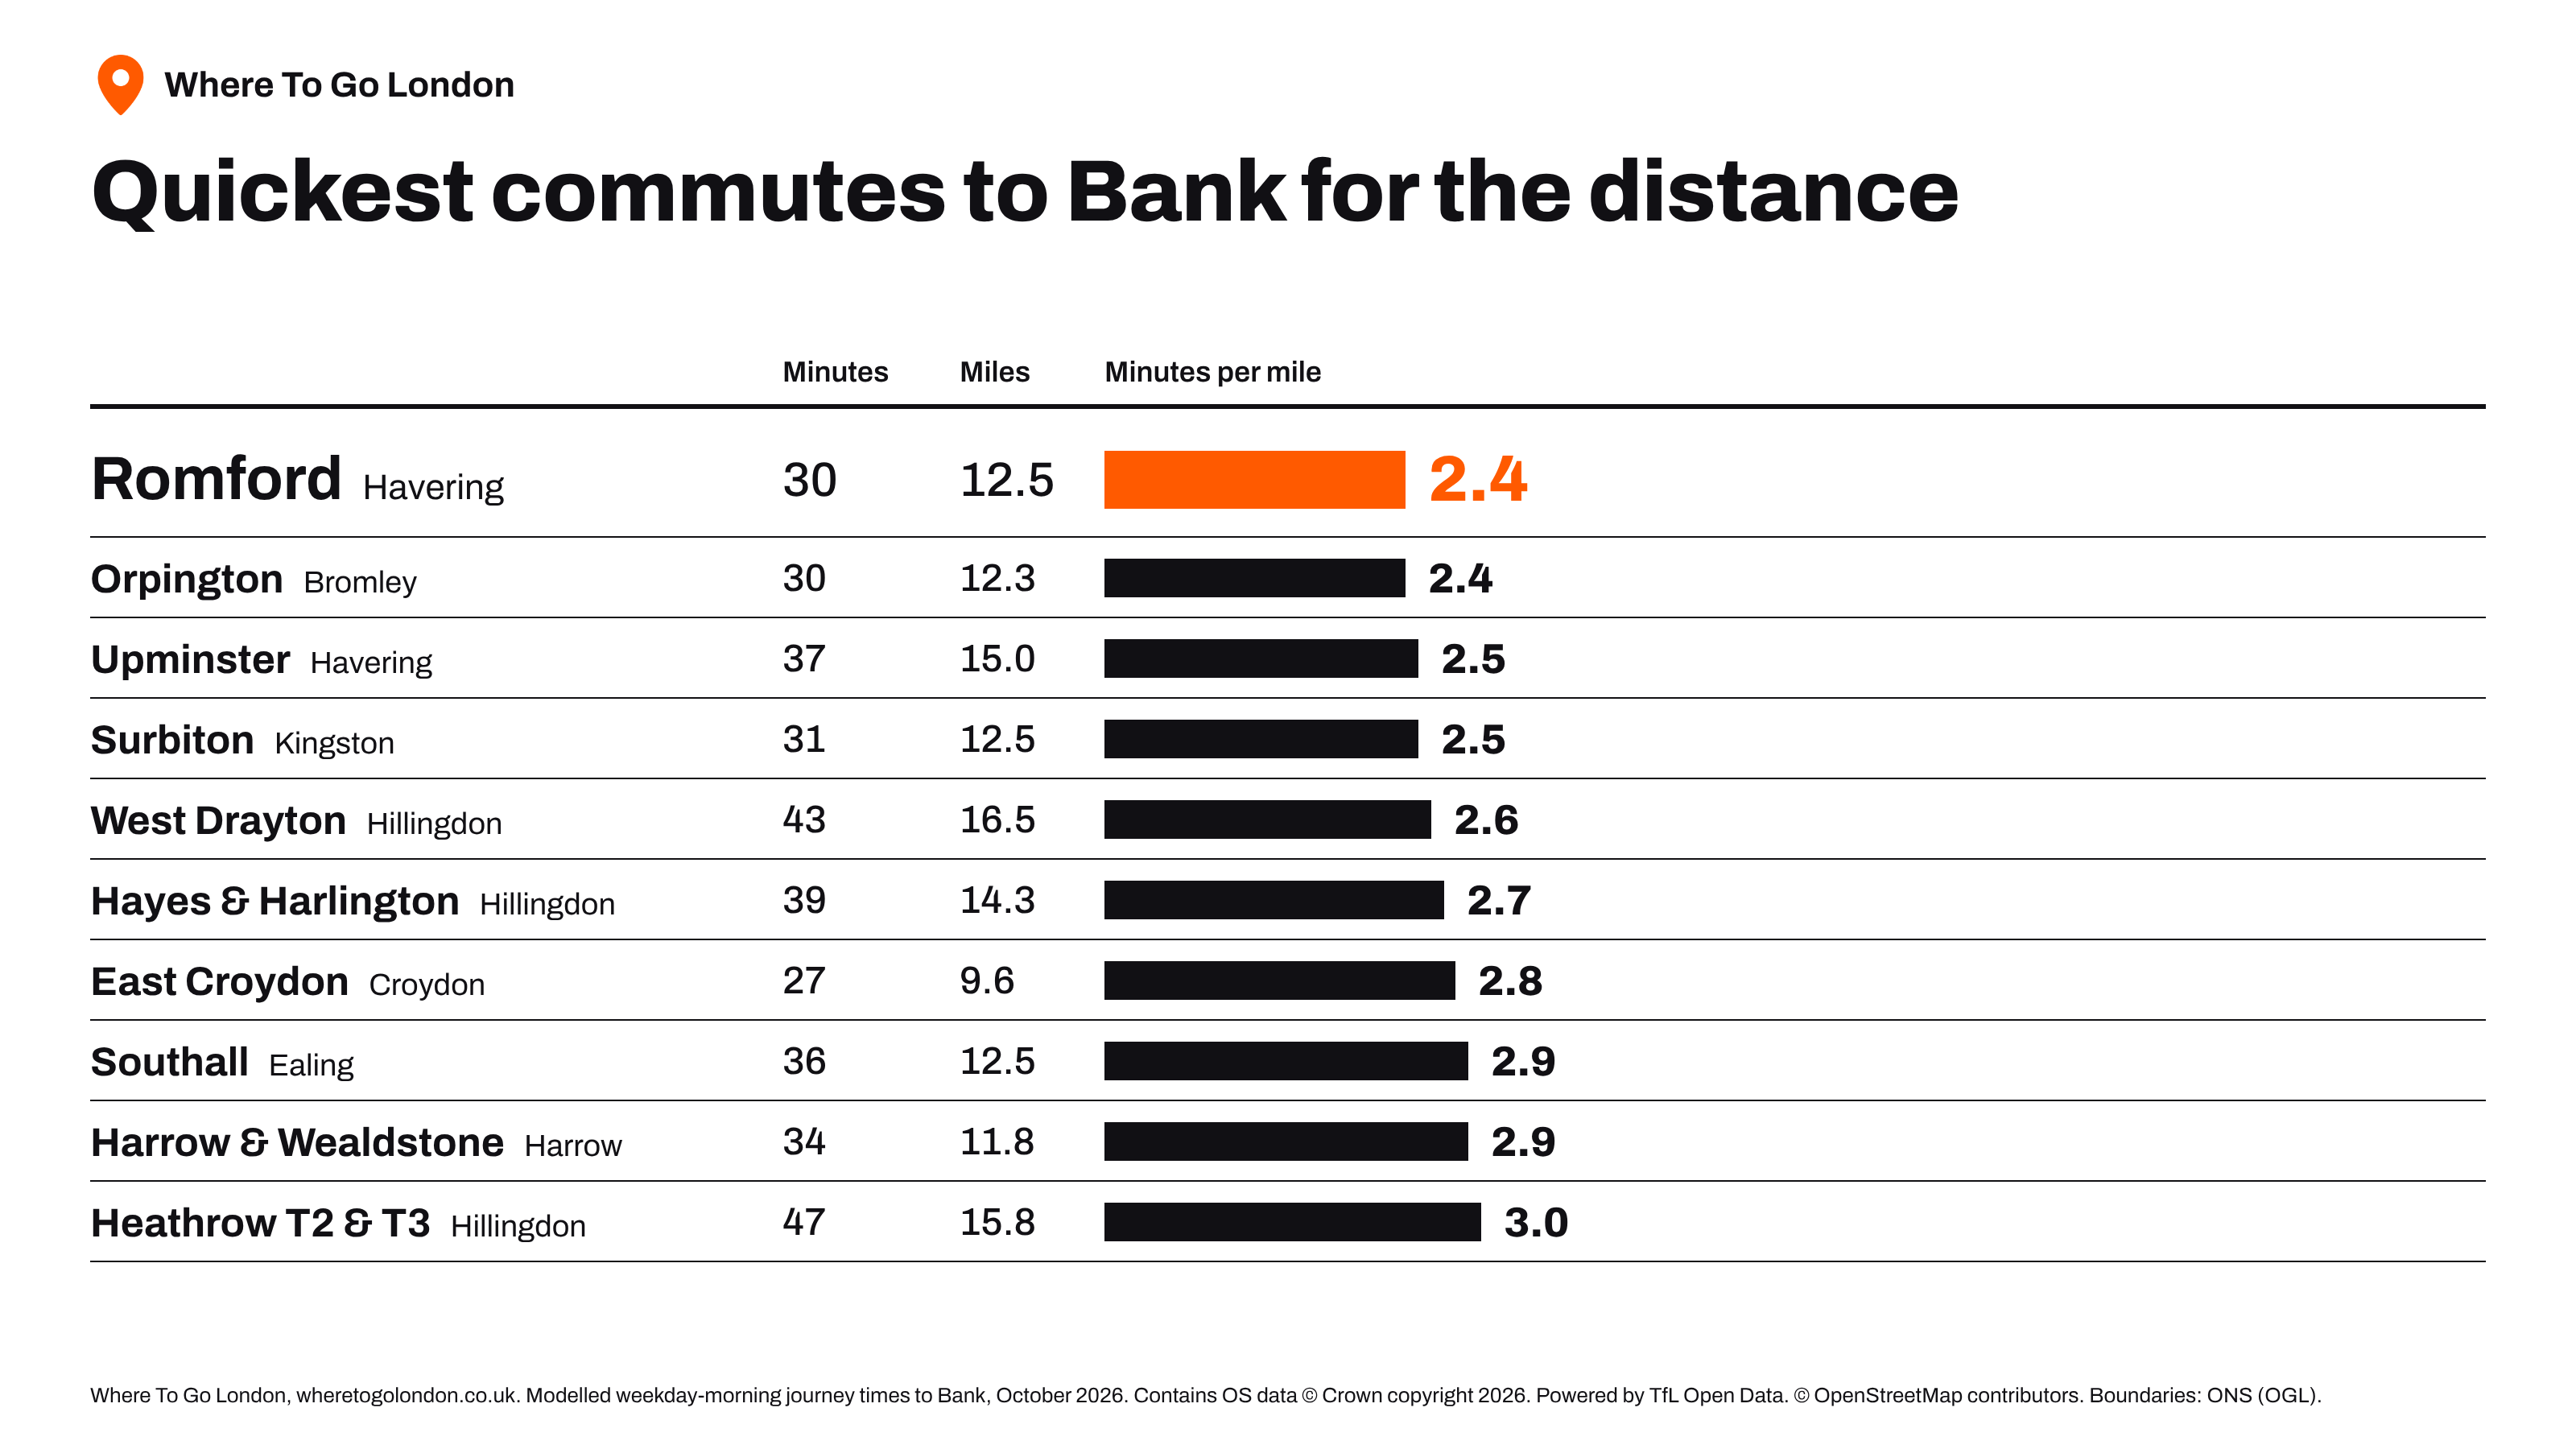 Where To Go London
Quickest commutes to Bank for the distance
Minutes Miles Minutes per mile
Romford Havering 30 12.5 2.4
Orpington Bromley 30 12.3 2.4
Upminster Havering 37 15.0 2.5
Surbiton Kingston 31 12.5 2.5
West Drayton Hillingdon 43 16.5 2.6
Hayes & Harlington Hillingdon 39 14.3 2.7
East Croydon Croydon 27 9.6 2.8
Southall Ealing 36 12.5 2.9
Harrow & Wealdstone Harrow 34 11.8 2.9
Heathrow T2 & T3 Hillingdon 47 15.8 3.0
Where To Go London, wheretogolondon.co.uk. Modelled weekday-morning journey times to Bank, October 2026. Contains OS data © Crown copyright 2026. Powered by TfL Open Data. © OpenStreetMap contributors. Boundaries: ONS (OGL).